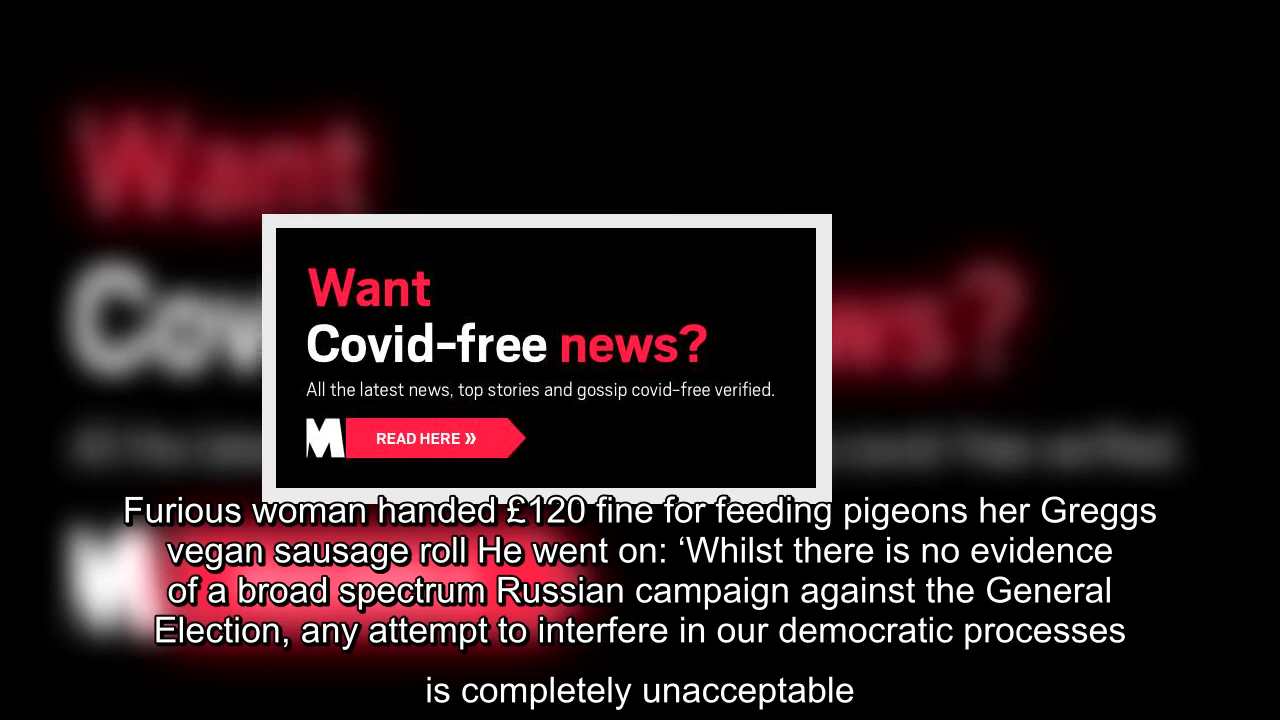 Want
Covid-free news?
All the latest news, top stories and gossip covid-free verified.
M READ HERE »
Furious woman handed £120 fine for feeding pigeons her Greggs
vegan sausage roll He went on: ‘Whilst there is no evidence
of a broad spectrum Russian campaign against the General
Election, any attempt to interfere in our democratic processes
is completely unacceptable